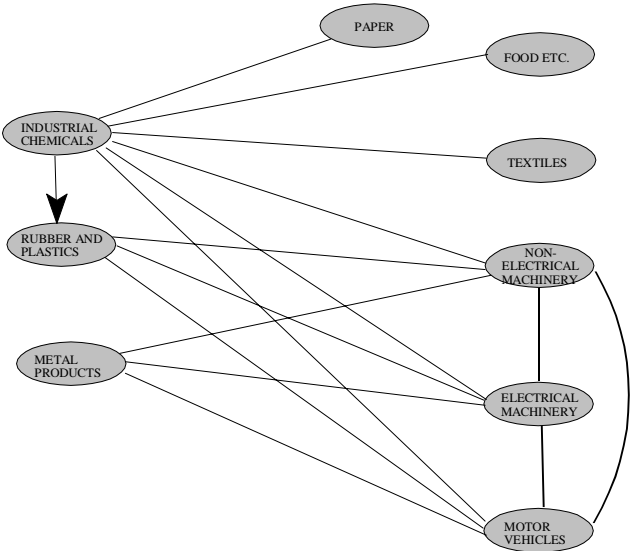 PAPER
FOOD ETC.
INDUSTRIAL
CHEMICALS
TEXTILES
RUBBER AND
PLASTICS
NON-
ELECTRICAL
MACHINERY
METAL
PRODUCTS
ELECTRICAL
MACHINERY
MOTOR
VEHICLES